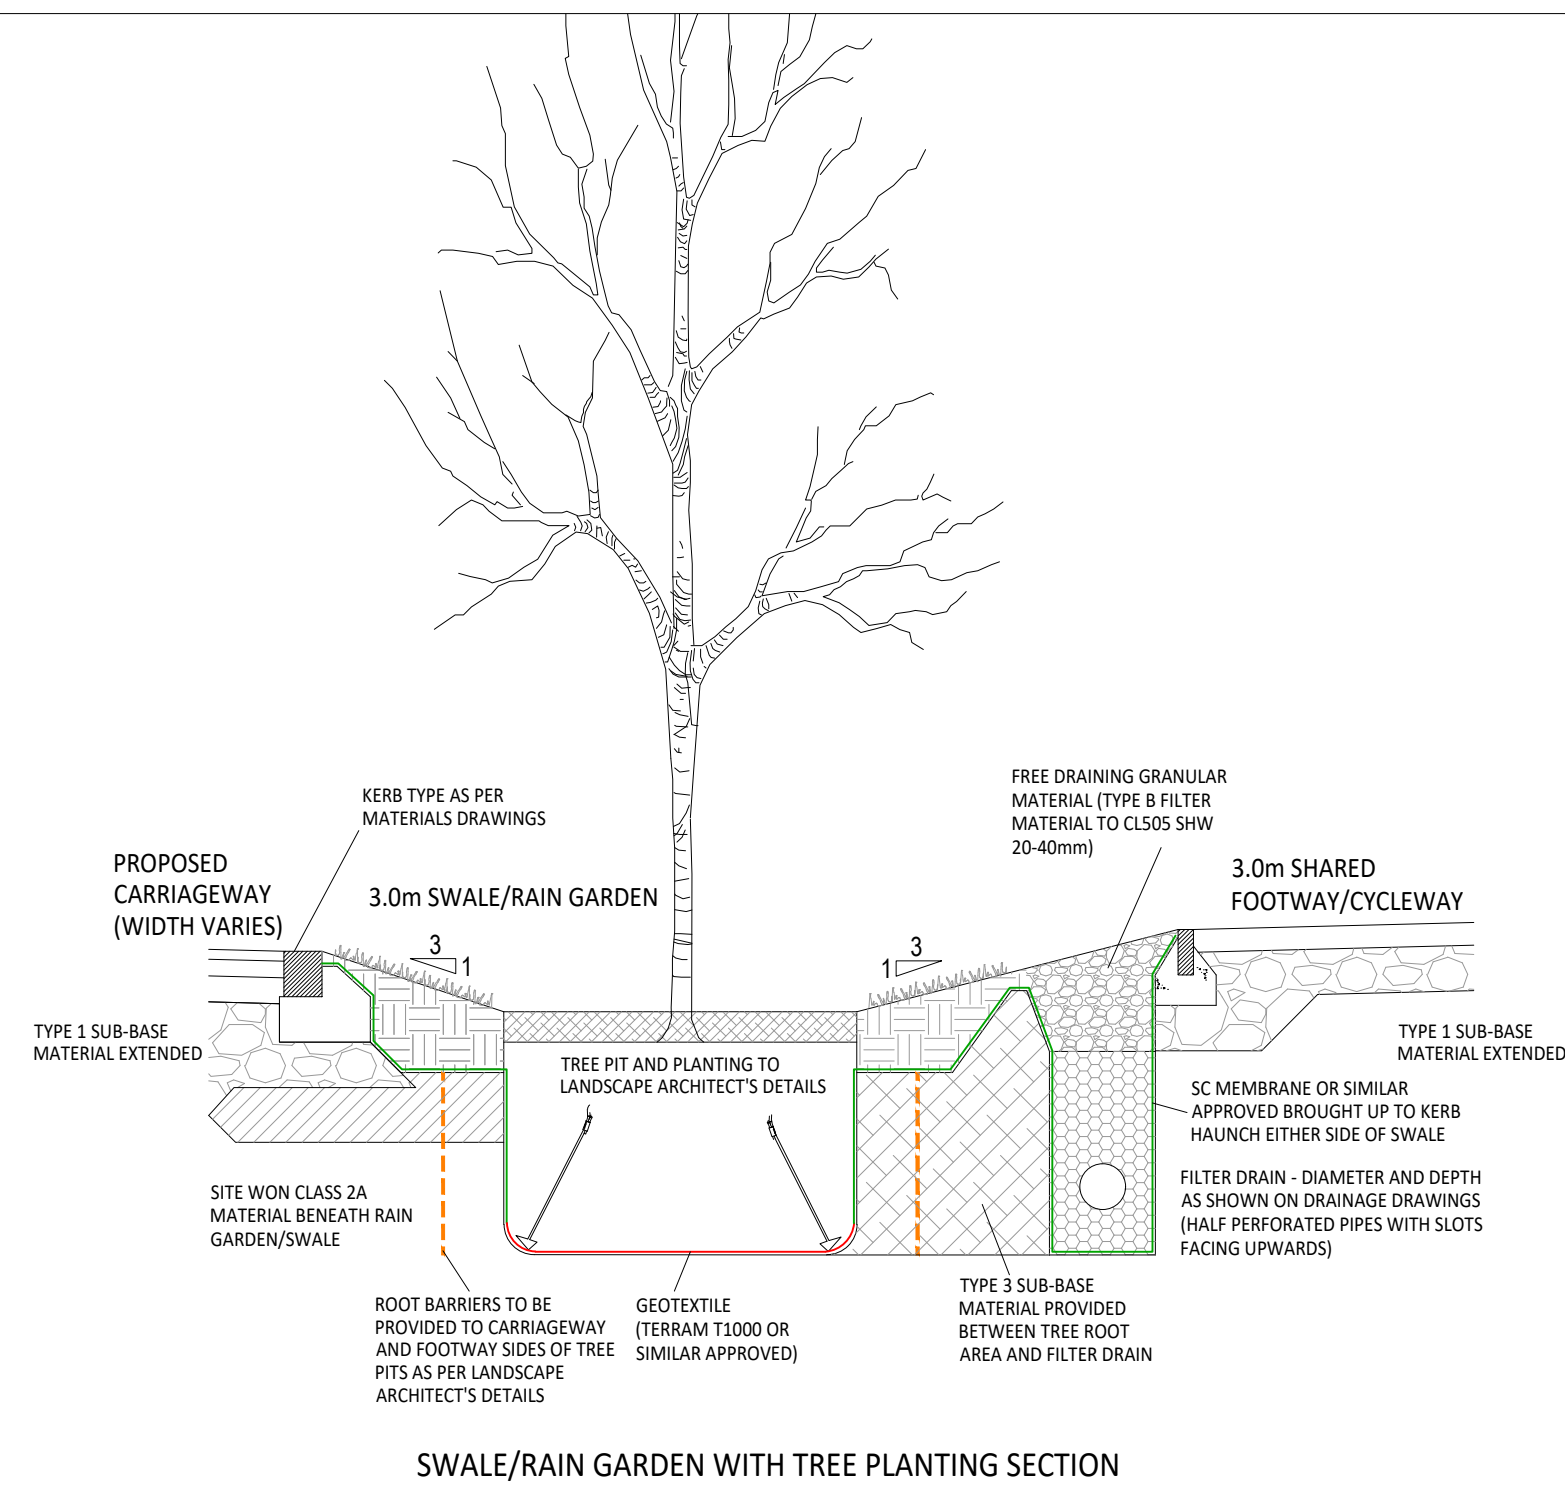 KERB TYPE AS PER
MATERIALS DRAWINGS
FREE DRAINING GRANULAR
MATERIAL (TYPE B FILTER
MATERIAL TO CL505 SHW
20-40mm)
PROPOSED
CARRIAGEWAY
(WIDTH VARIES)
3.0m SWALE/RAIN GARDEN
3.0m SHARED
FOOTWAY/CYCLEWAY
3
1
3
1
TYPE 1 SUB-BASE
MATERIAL EXTENDED
TREE PIT AND PLANTING TO
LANDSCAPE ARCHITECT'S DETAILS
TYPE 1 SUB-BASE
MATERIAL EXTENDED
SC MEMBRANE OR SIMILAR
APPROVED BROUGHT UP TO KERB
HAUNCH EITHER SIDE OF SWALE
SITE WON CLASS 2A
MATERIAL BENEATH RAIN
GARDEN/SWALE
FILTER DRAIN - DIAMETER AND DEPTH
AS SHOWN ON DRAINAGE DRAWINGS
(HALF PERFORATED PIPES WITH SLOTS
FACING UPWARDS)
ROOT BARRIERS TO BE
PROVIDED TO CARRIAGEWAY
AND FOOTWAY SIDES OF TREE
PITS AS PER LANDSCAPE
ARCHITECT'S DETAILS
GEOTEXTILE
(TERRAM T1000 OR
SIMILAR APPROVED)
TYPE 3 SUB-BASE
MATERIAL PROVIDED
BETWEEN TREE ROOT
AREA AND FILTER DRAIN
SWALE/RAIN GARDEN WITH TREE PLANTING SECTION